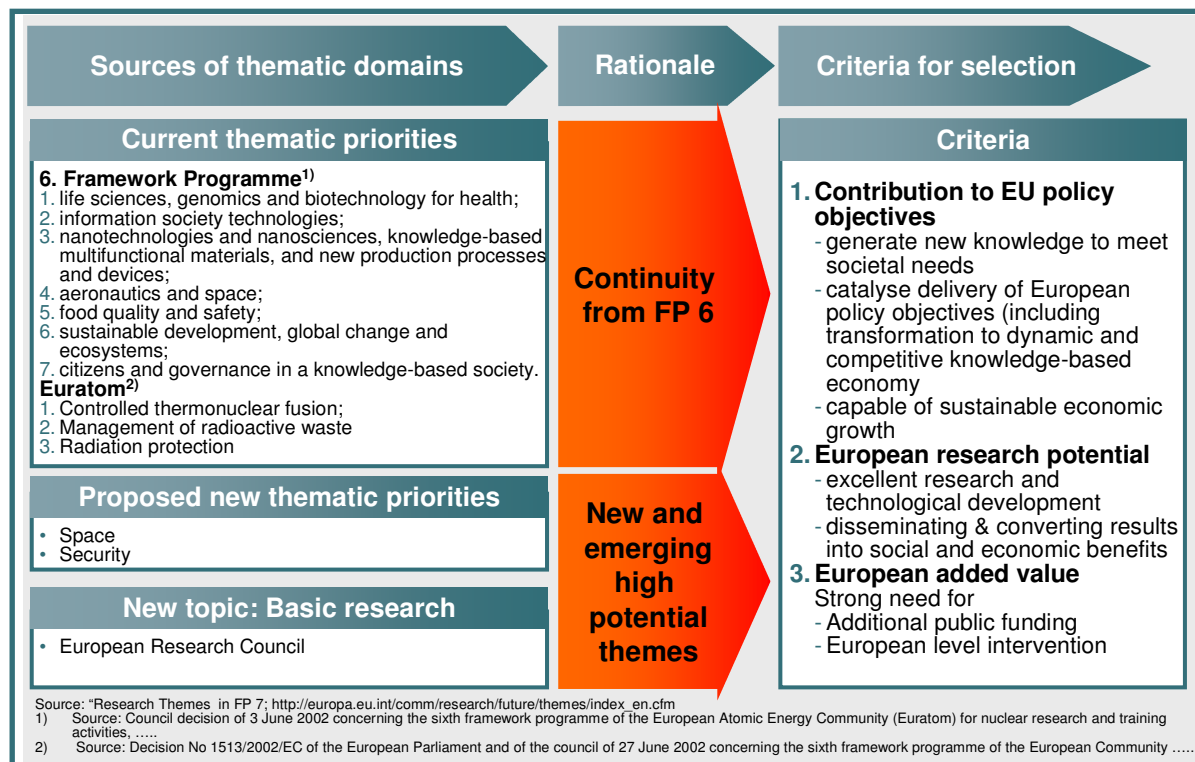 Sources of thematic domains
Rationale
Criteria for selection
Current thematic priorities
6. Framework Programme1)
1. life sciences, genomics and biotechnology for health;
2. information society technologies;
3. nanotechnologies and nanosciences, knowledge-based
multifunctional materials, and new production processes
and devices;
4. aeronautics and space;
5. food quality and safety;
6. sustainable development, global change and
ecosystems;
7. citizens and governance in a knowledge-based society.
Euratom2)
1. Controlled thermonuclear fusion;
2. Management of radioactive waste
3. Radiation protection
Proposed new thematic priorities
• Space
• Security
New topic: Basic research
• European Research Council
Continuity
from FP 6
New and
emerging
high
potential
themes
Criteria
1. Contribution to EU policy
objectives
- generate new knowledge to meet
societal needs
- catalyse delivery of European
policy objectives (including
transformation to dynamic and
competitive knowledge-based
economy
- capable of sustainable economic
growth
2. European research potential
- excellent research and
technological development
- disseminating & converting results
into social and economic benefits
3. European added value
Strong need for
- Additional public funding
- European level intervention
Source: “Research Themes in FP 7; http://europa.eu.int/comm/research/future/themes/index_en.cfm
1) Source: Council decision of 3 June 2002 concerning the sixth framework programme of the European Atomic Energy Community (Euratom) for nuclear research and training
activities, …..
2) Source: Decision No 1513/2002/EC of the European Parliament and of the council of 27 June 2002 concerning the sixth framework programme of the European Community …..